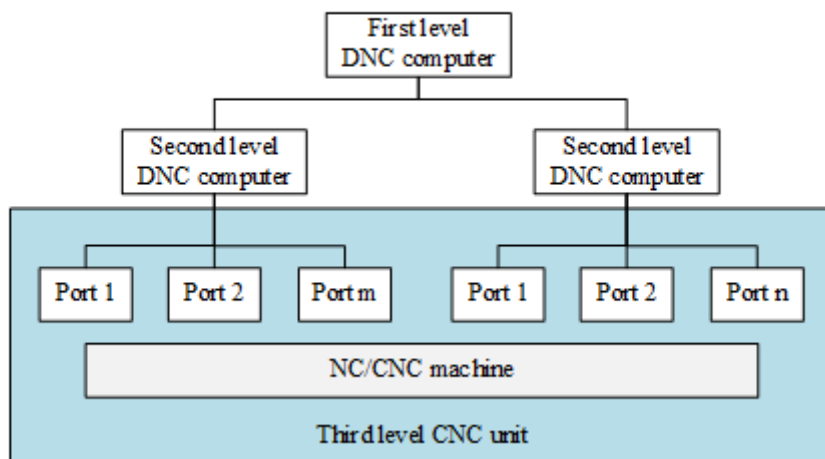 First level
DNC computer
Second level
DNC computer
Second level
DNC computer
Port 1
Port 2
Port m
Port 1
Port 2
Port n
NC/CNC machine
Third level CNC unit